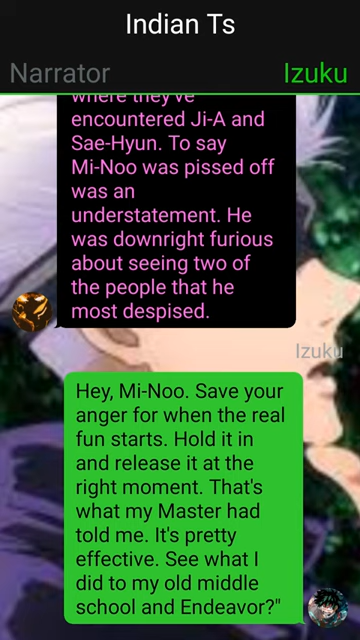 Indian Ts
Narrator
Izuku
where they've
encountered Ji-A and
Sae-Hyun. To say
Mi-Noo was pissed off
was an
understatement. He
was downright furious
about seeing two of
the people that he
most despised.
Izuku
Hey, Mi-Noo. Save your
anger for when the real
fun starts. Hold it in
and release it at the
right moment. That's
what my Master had
told me. It's pretty
effective. See what I
did to my old middle
school and Endeavor?"